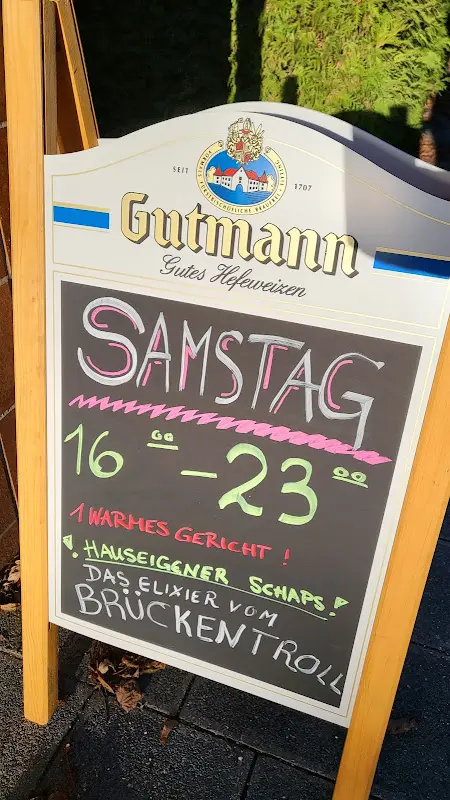 SEIT 1707
Gutmann
Gutes Hefeweizen
SAMSTAG
16 00 – 23 00
1 WARMES GERICHT !
! HAUSEIGENER SCHAPS !
DAS ELIXIER VOM
BRÜCKENTROLL